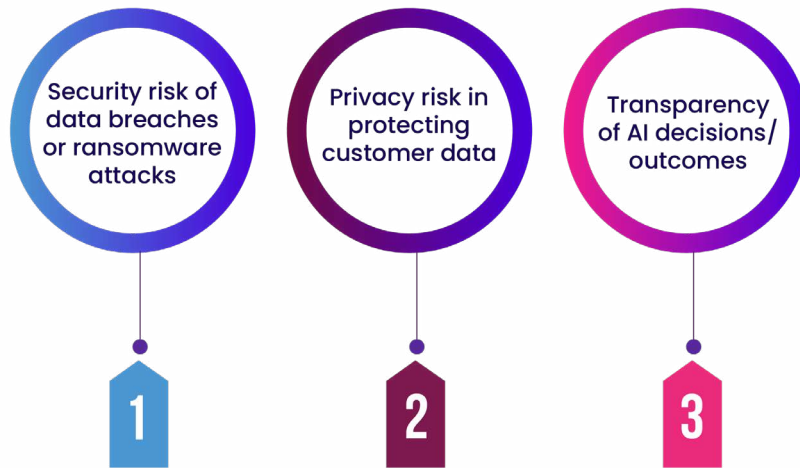 Security risk of
data breaches
or ransomware
attacks
Privacy risk in
protecting
customer data
Transparency
of AI decisions/
outcomes
1
2
3